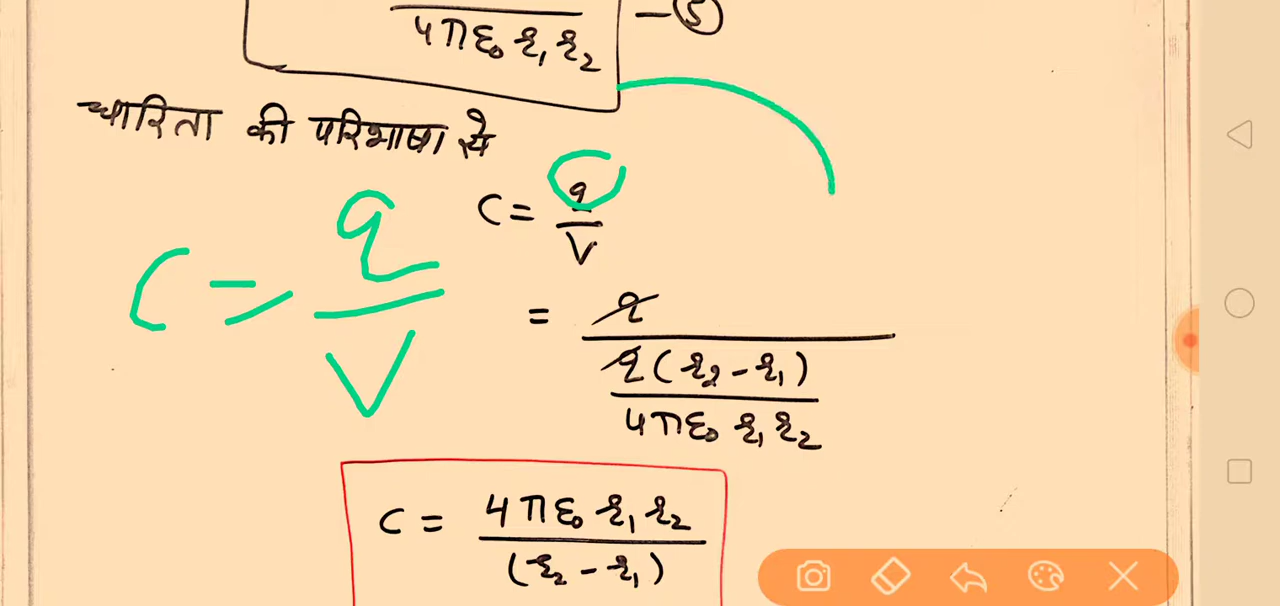 4πε₀ r₁ r₂ —⑤
धारिता की परिभाषा से
C = q/V
C = q/V
= q / (q(r₂ - r₁) / 4πε₀ r₁ r₂)
C = 4πε₀ r₁ r₂ / (r₂ - r₁)